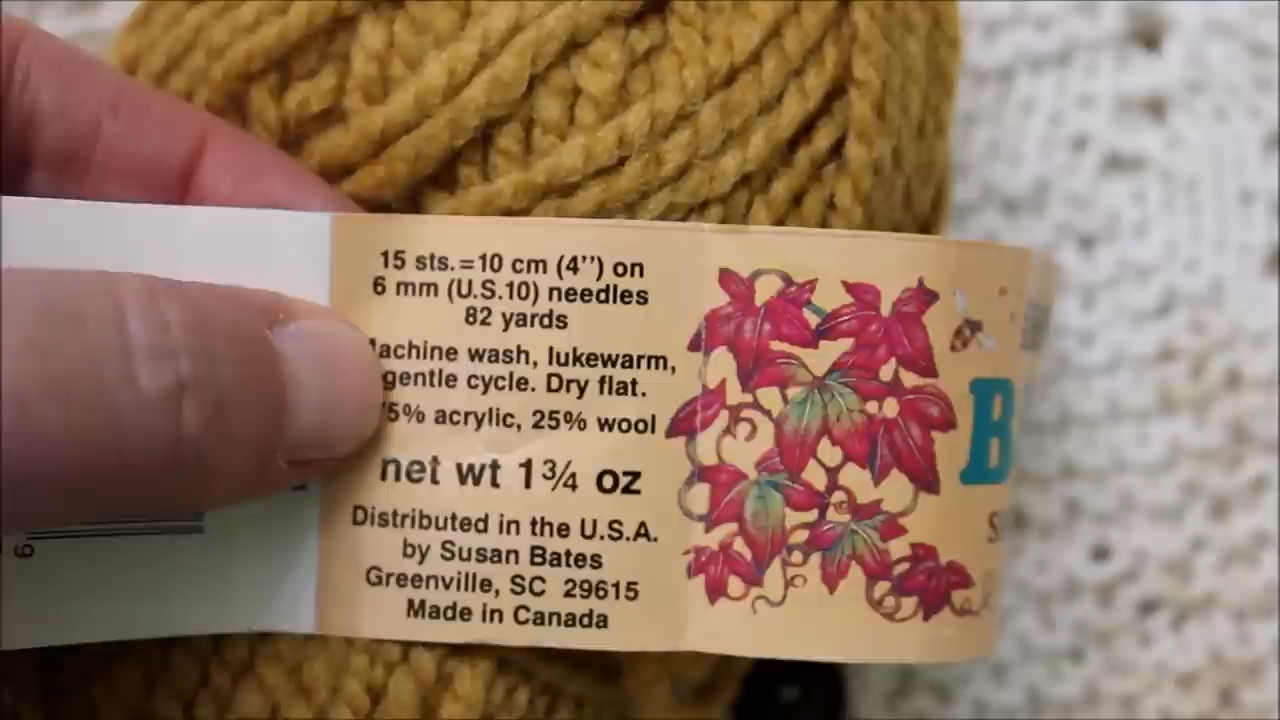 15 sts.=10 cm (4'') on
6 mm (U.S.10) needles
82 yards
achine wash, lukewarm,
gentle cycle. Dry flat.
5% acrylic, 25% wool
net wt 1¾ oz
Distributed in the U.S.A.
by Susan Bates
Greenville, SC 29615
Made in Canada
B
S
6